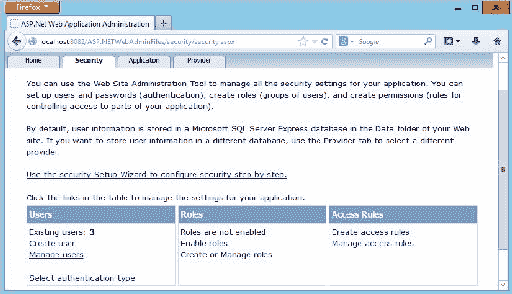 Firefox
ASP.Net Web Application Administration
localhost:8082/ASP.NETWebAdminFiles/security/security.aspx
Google
Home
Security
Application
Provider
You can use the Web Site Administration Tool to manage all the security settings for your application. You can
set up users and passwords (authentication), create roles (groups of users), and create permissions (rules for
controlling access to parts of your application).
By default, user information is stored in a Microsoft SQL Server Express database in the Data folder of your Web
site. If you want to store user information in a different database, use the Provider tab to select a different
provider.
Use the security Setup Wizard to configure security step by step.
Click the links in the table to manage the settings for your application.
Users
Existing users: 3
Create user
Manage users
Select authentication type
Roles
Roles are not enabled
Enable roles
Create or Manage roles
Access Rules
Create access rules
Manage access rules